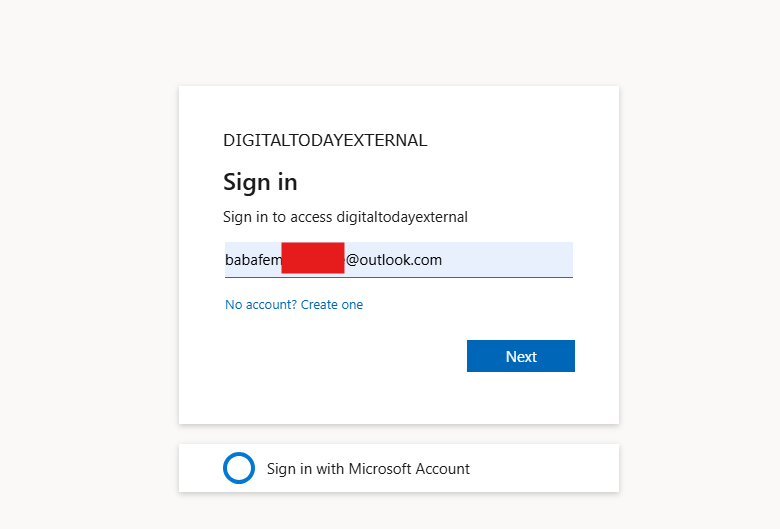 DIGITALTODAYEXTERNAL
Sign in
Sign in to access digitaltodayexternal
babafem @outlook.com
No account? Create one
Next
Sign in with Microsoft Account